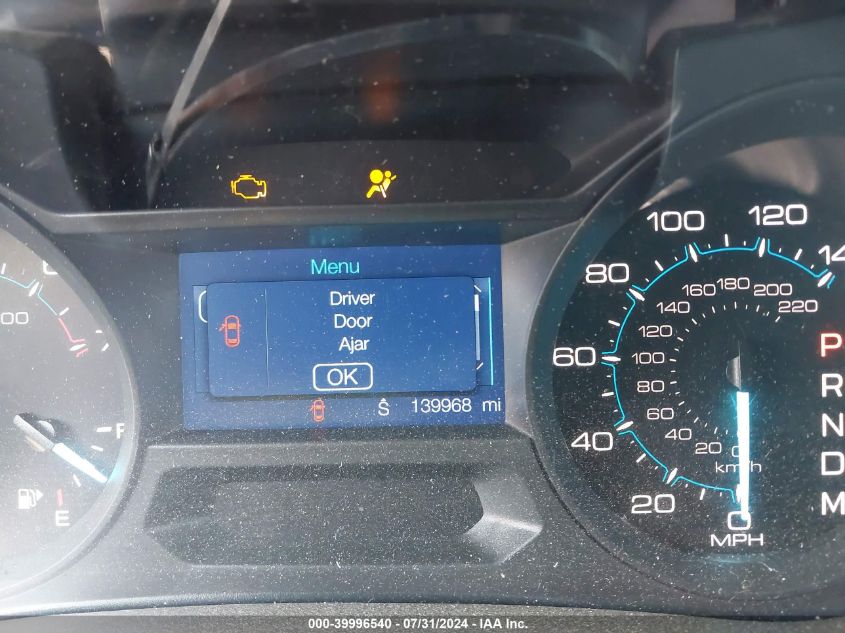 Menu
Driver
Door
Ajar
OK
Ŝ 139968 mi
F
E
0 20 40 60 80 100 120
0 20 40 60 80 100 120 140 160 180 200 220
km/h
MPH
P
R
N
D
M
000-39996540 - 07/31/2024 - IAA Inc.